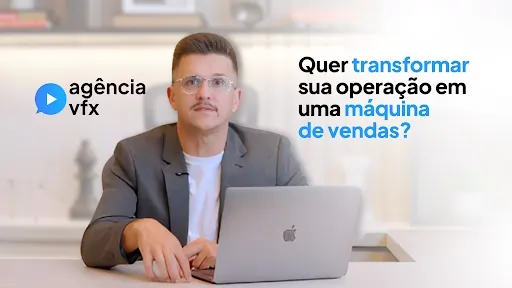 agência
vfx
Quer transformar
sua operação em
uma máquina
de vendas?